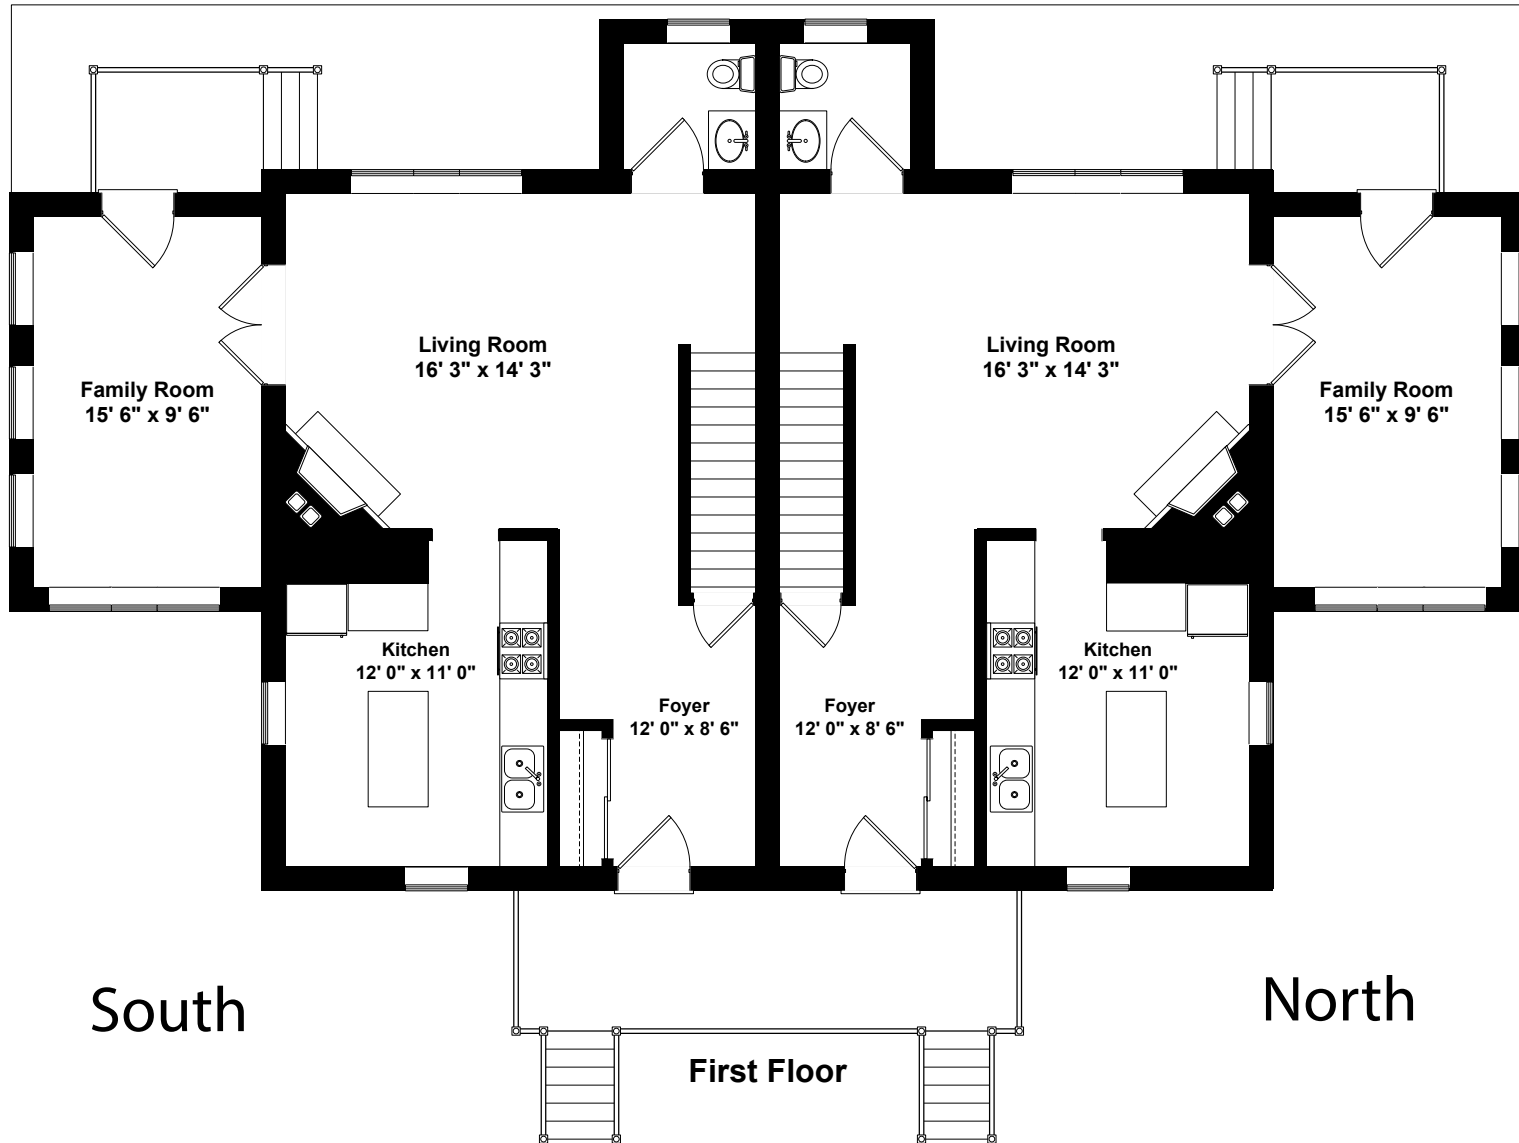 Living Room
16' 3" x 14' 3"
Living Room
16' 3" x 14' 3"
Family Room
15' 6" x 9' 6"
Family Room
15' 6" x 9' 6"
Kitchen
12' 0" x 11' 0"
Kitchen
12' 0" x 11' 0"
Foyer
12' 0" x 8' 6"
Foyer
12' 0" x 8' 6"
South
North
First Floor